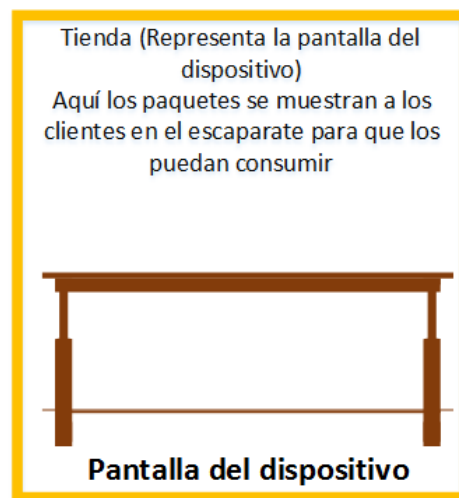 Tienda (Representa la pantalla del
dispositivo)
Aquí los paquetes se muestran a los
clientes en el escaparate para que los
puedan consumir
Pantalla del dispositivo